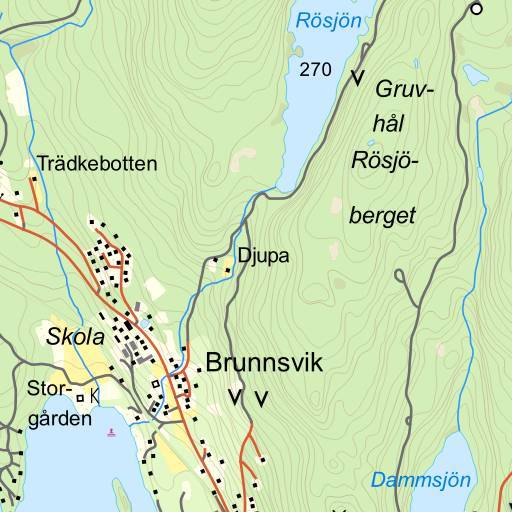 Rösjön
270
Gruv-
hål
Trädkebotten
Rösjö-
berget
Djupa
Skola
Brunnsvik
Stor-
gården
K
Dammsjön